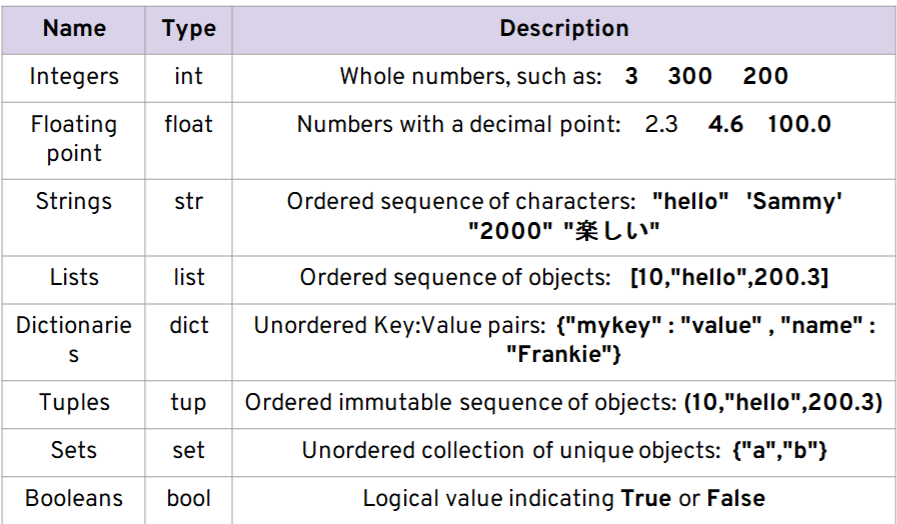 Name Type Description
Integers int Whole numbers, such as: 3 300 200
Floating point float Numbers with a decimal point: 2.3 4.6 100.0
Strings str Ordered sequence of characters: "hello" 'Sammy'
"2000" "楽しい"
Lists list Ordered sequence of objects: [10,"hello",200.3]
Dictionarie
s dict Unordered Key:Value pairs: {"mykey" : "value" , "name" :
"Frankie"}
Tuples tup Ordered immutable sequence of objects: (10,"hello",200.3)
Sets set Unordered collection of unique objects: {"a","b"}
Booleans bool Logical value indicating True or False